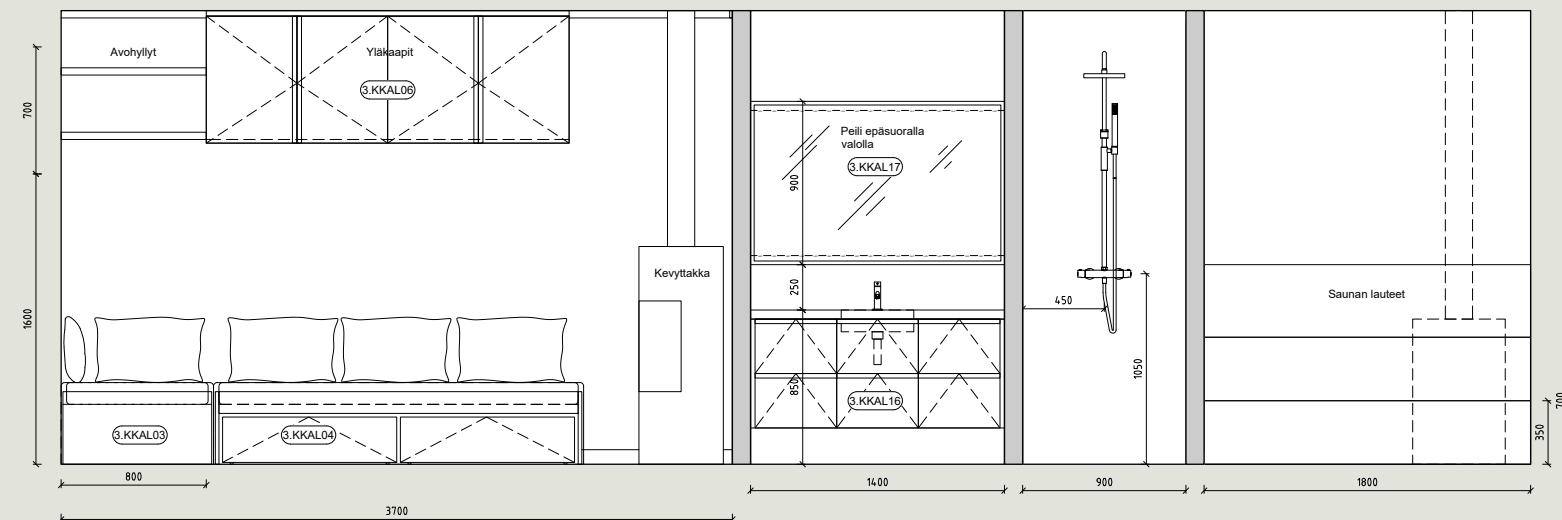 Avohyllyt
Yläkaapit
3.KKAL06
700
1600
Kevyttakka
3.KKAL03
3.KKAL04
800
3700
Peili epäsuoralla
valolla
3.KKAL17
900
250
850
3.KKAL16
1400
450
1050
900
Saunan lauteet
350
700
1800